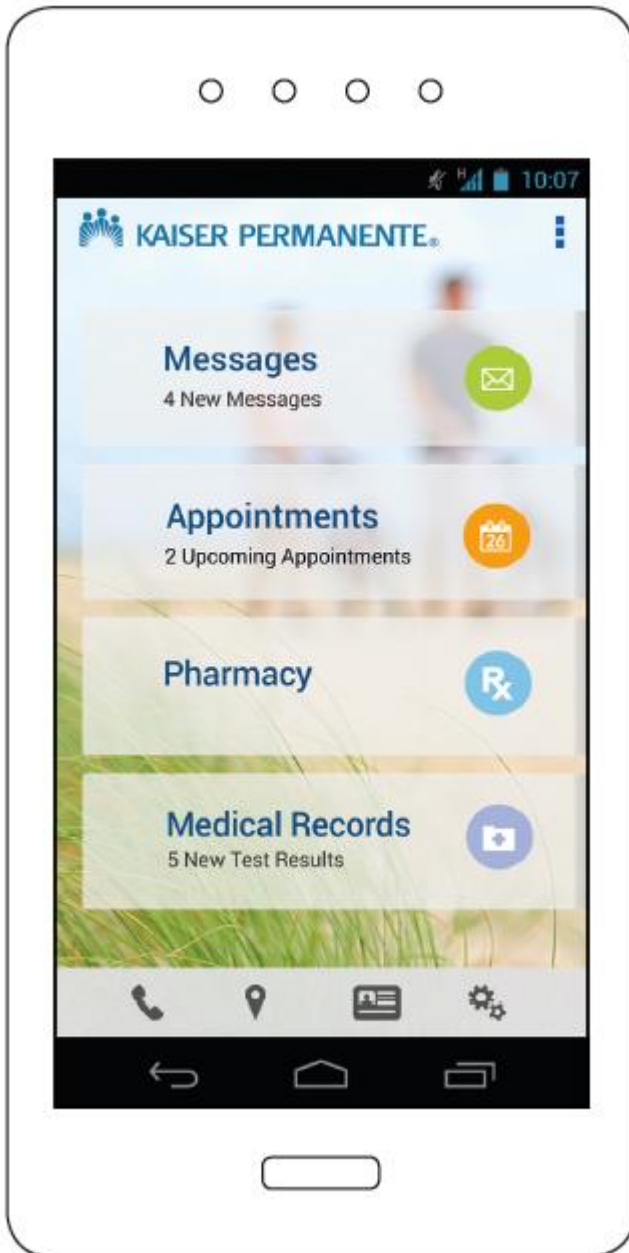 H 10:07
KAISER PERMANENTE®
Messages
4 New Messages
Appointments
2 Upcoming Appointments
26
Pharmacy
Rx
Medical Records
5 New Test Results